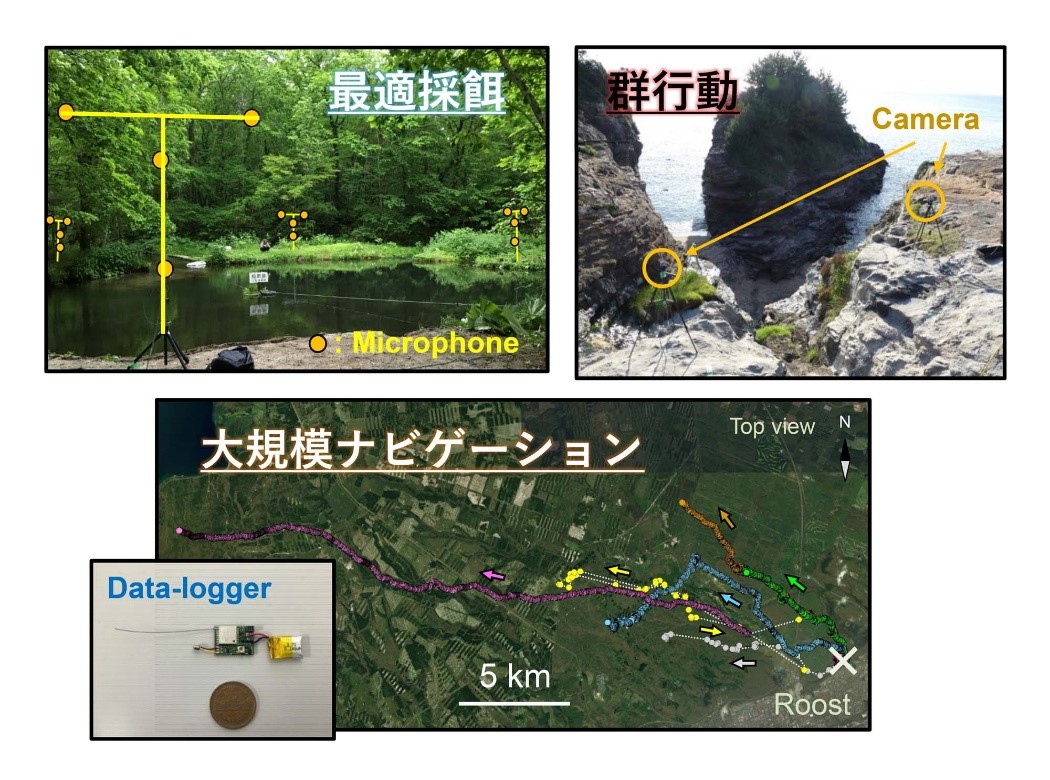 最適採餌
: Microphone
群行動
Camera
大規模ナビゲーション
Top view
N
Data-logger
5 km
Roost